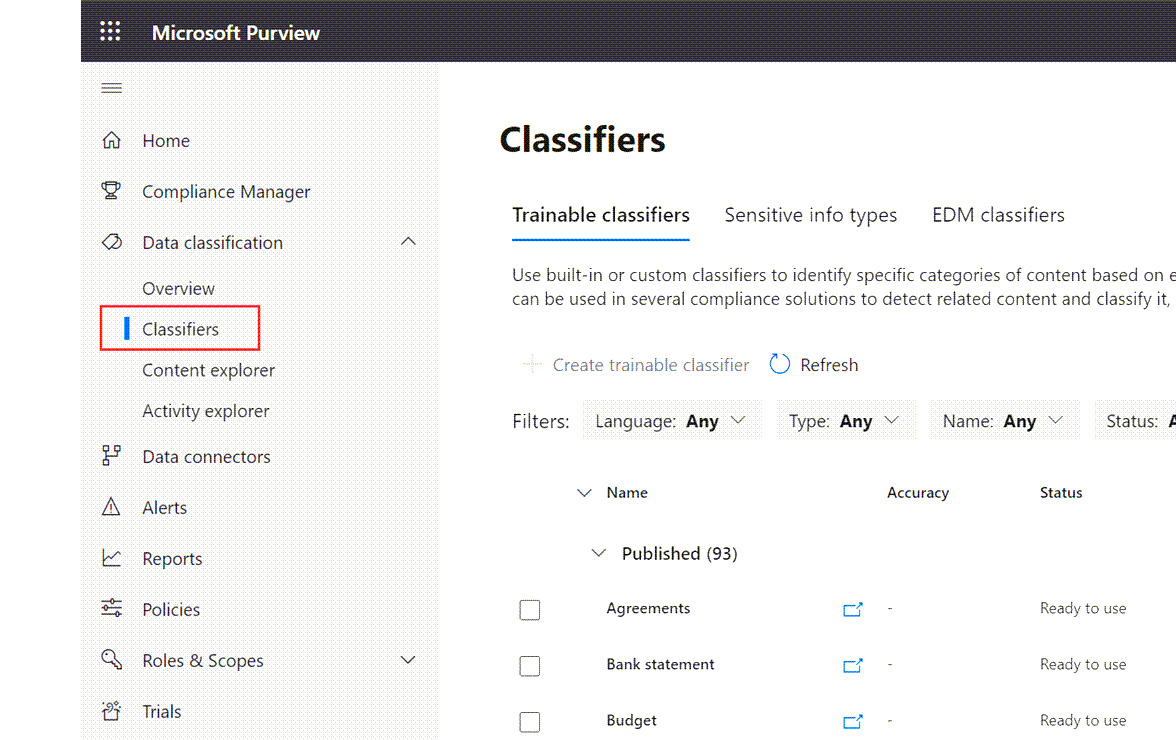 Microsoft Purview
Home
Compliance Manager
Data classification
Overview
Classifiers
Content explorer
Activity explorer
Data connectors
Alerts
Reports
Policies
Roles & Scopes
Trials
Classifiers
Trainable classifiers Sensitive info types EDM classifiers
Use built-in or custom classifiers to identify specific categories of content based on
can be used in several compliance solutions to detect related content and classify it,
Create trainable classifier Refresh
Filters: Language: Any Type: Any Name: Any Status:
Name Accuracy Status
Published (93)
Agreements - Ready to use
Bank statement - Ready to use
Budget - Ready to use